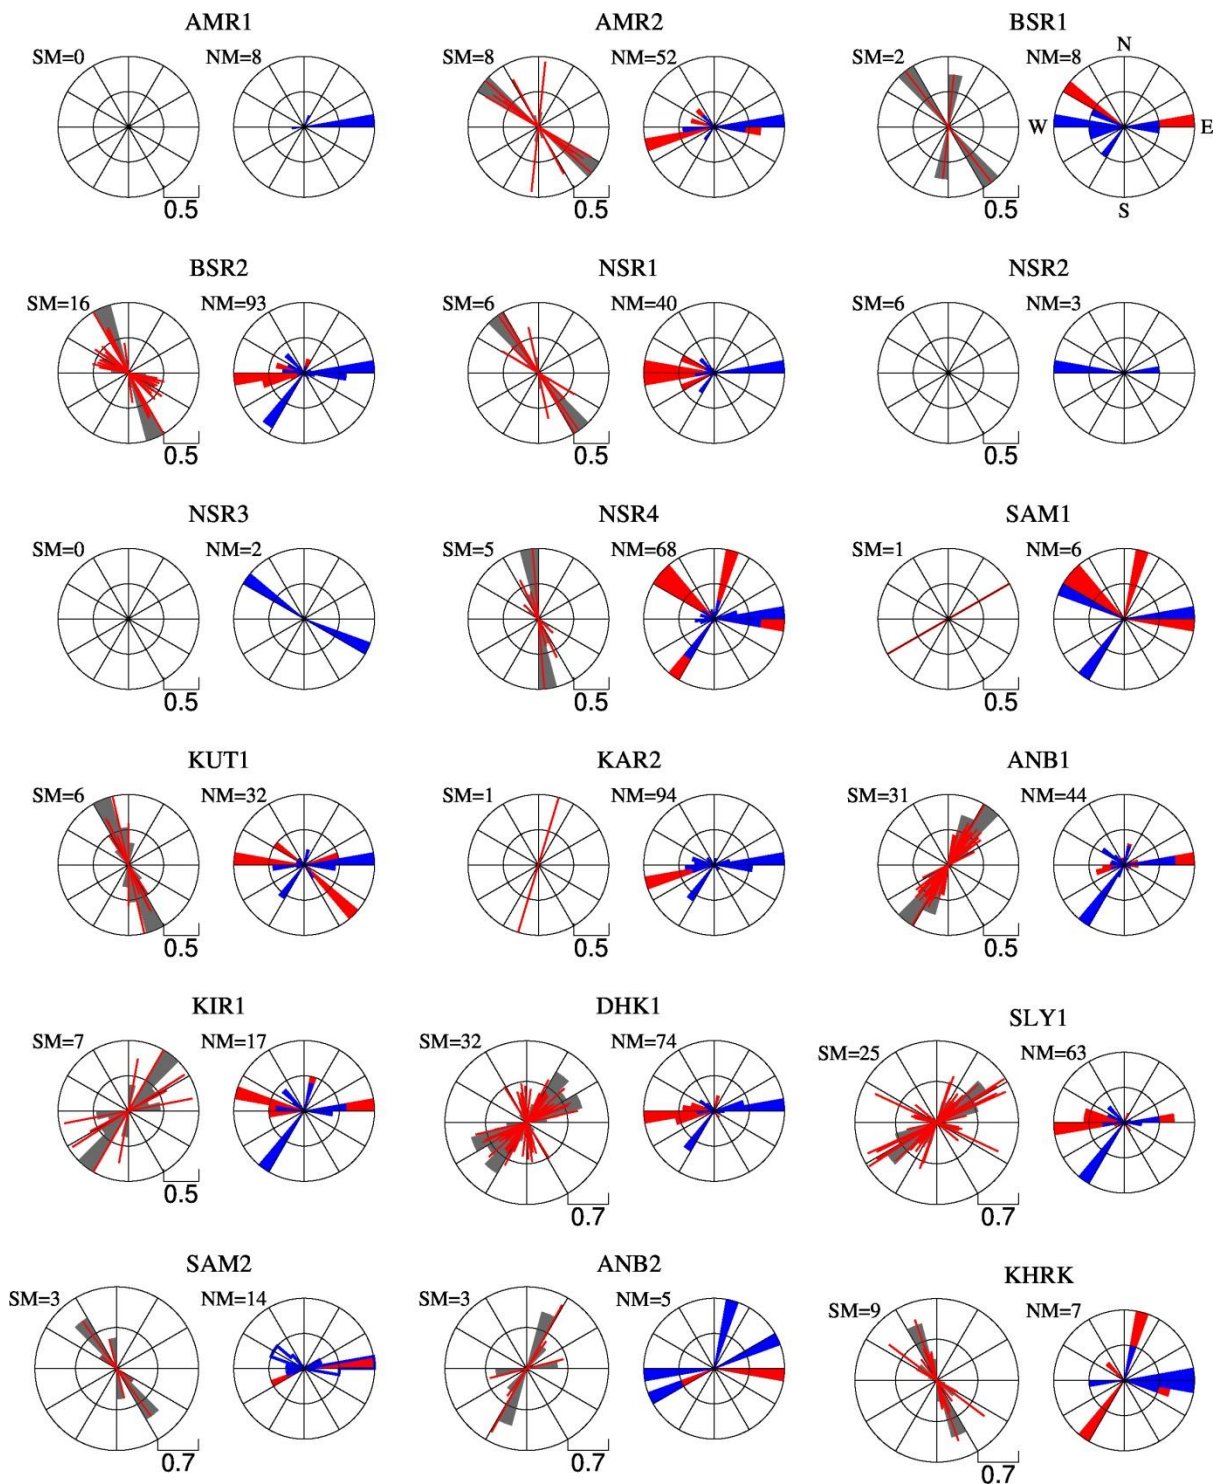 AMR1 AMR2 BSR1
SM=0 NM=8 SM=8 NM=52 SM=2 NM=8 N
W E
S
0.5 0.5 0.5
BSR2 NSR1 NSR2
SM=16 NM=93 SM=6 NM=40 SM=6 NM=3
0.5 0.5 0.5
NSR3 NSR4 SAM1
SM=0 NM=2 SM=5 NM=68 SM=1 NM=6
0.5 0.5 0.5
KUT1 KAR2 ANB1
SM=6 NM=32 SM=1 NM=94 SM=31 NM=44
0.5 0.5 0.5
KIR1 DHK1 SLY1
SM=7 NM=17 SM=32 NM=74 SM=25 NM=63
0.5 0.7 0.7
SAM2 ANB2 KHRK
SM=3 NM=14 SM=3 NM=5 SM=9 NM=7
0.7 0.7 0.7